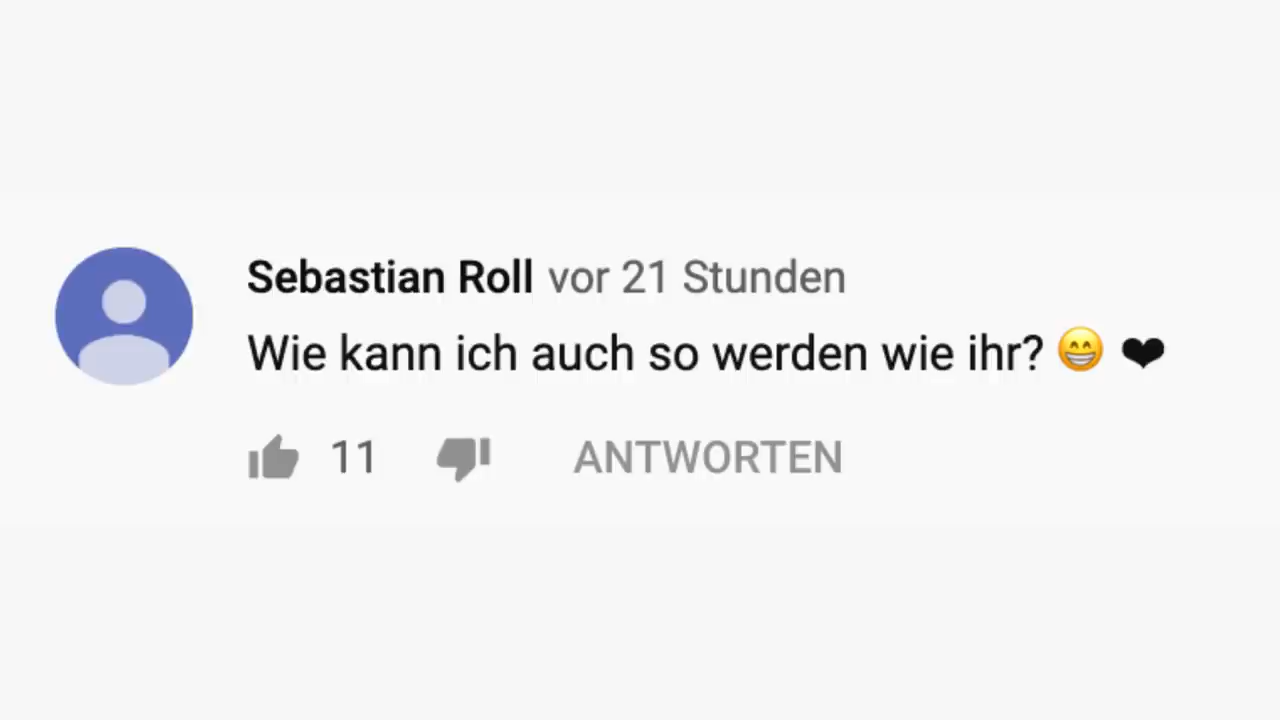 Sebastian Roll vor 21 Stunden
Wie kann ich auch so werden wie ihr? 😁 ❤
11 ANTWORTEN